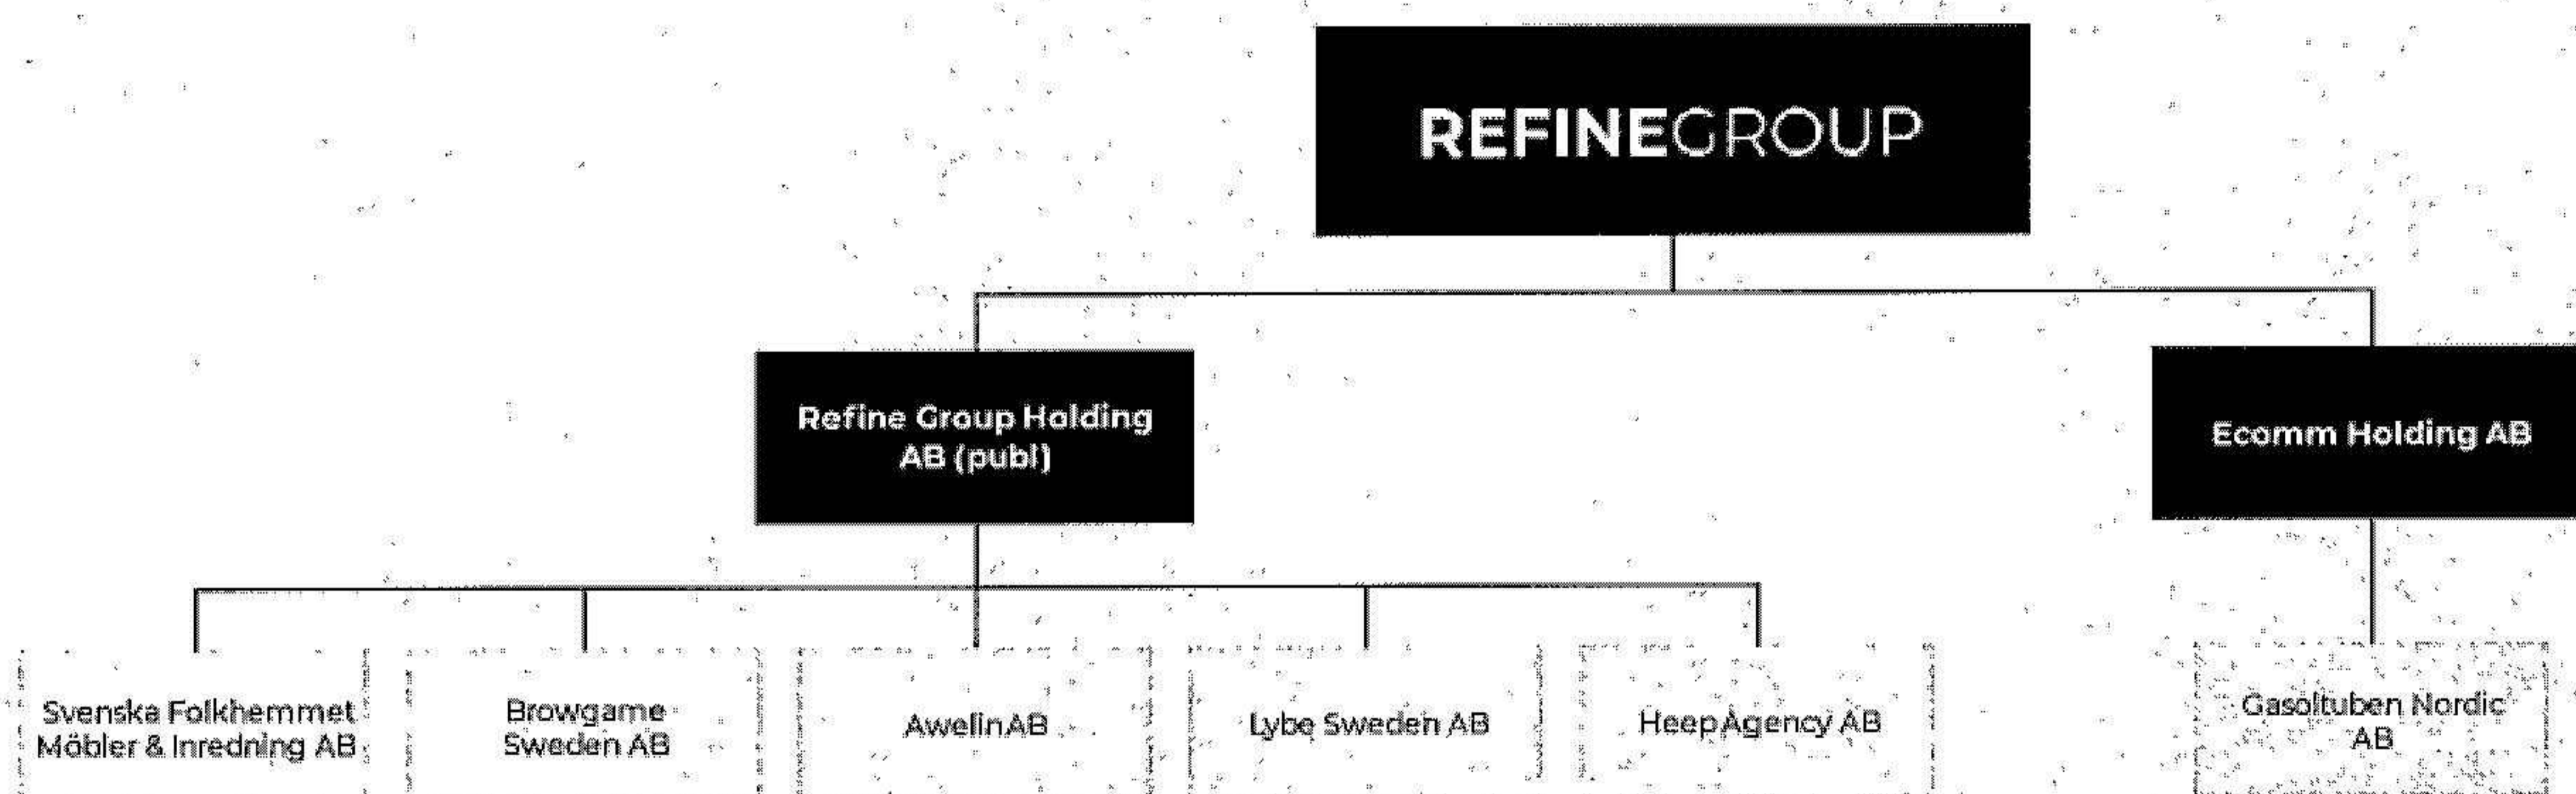 REFINEGROUP
Refine Group Holding
AB (publ)
Ecomm Holding AB
Svenska Folkhemmet
Möbler & Inredning AB
Browgame
Sweden AB
Awelin AB
Lybe Sweden AB
Heep Agency AB
Gasoltuben Nordic
AB